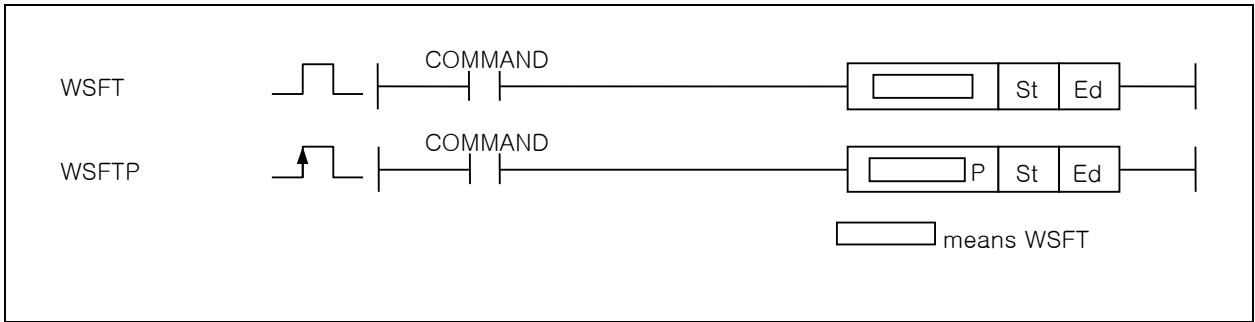 COMMAND
WSFT St Ed
COMMAND
WSFTP P St Ed
means WSFT